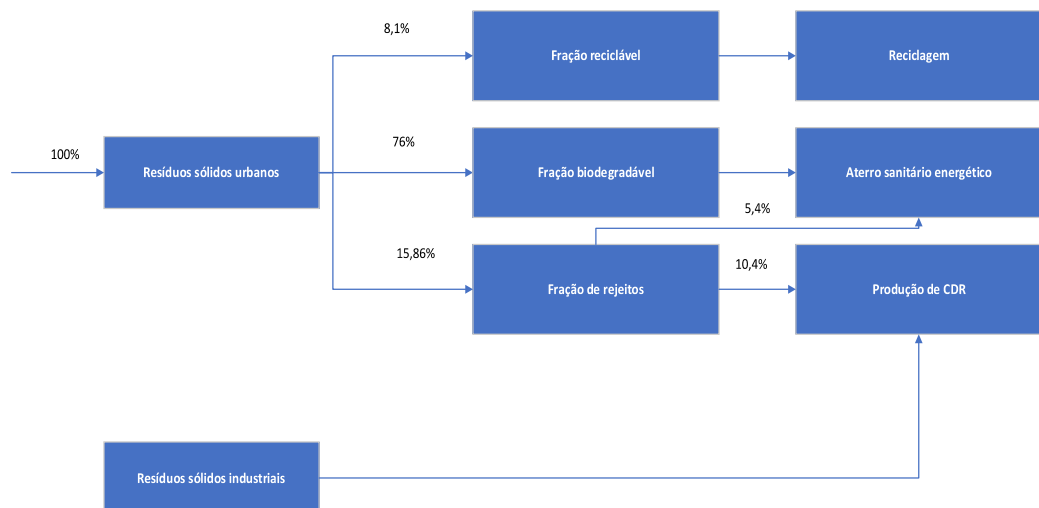 8,1%
Fração reciclável
Reciclagem
100%
Resíduos sólidos urbanos
76%
Fração biodegradável
Aterro sanitário energético
5,4%
15,86%
Fração de rejeitos
10,4%
Produção de CDR
Resíduos sólidos industriais